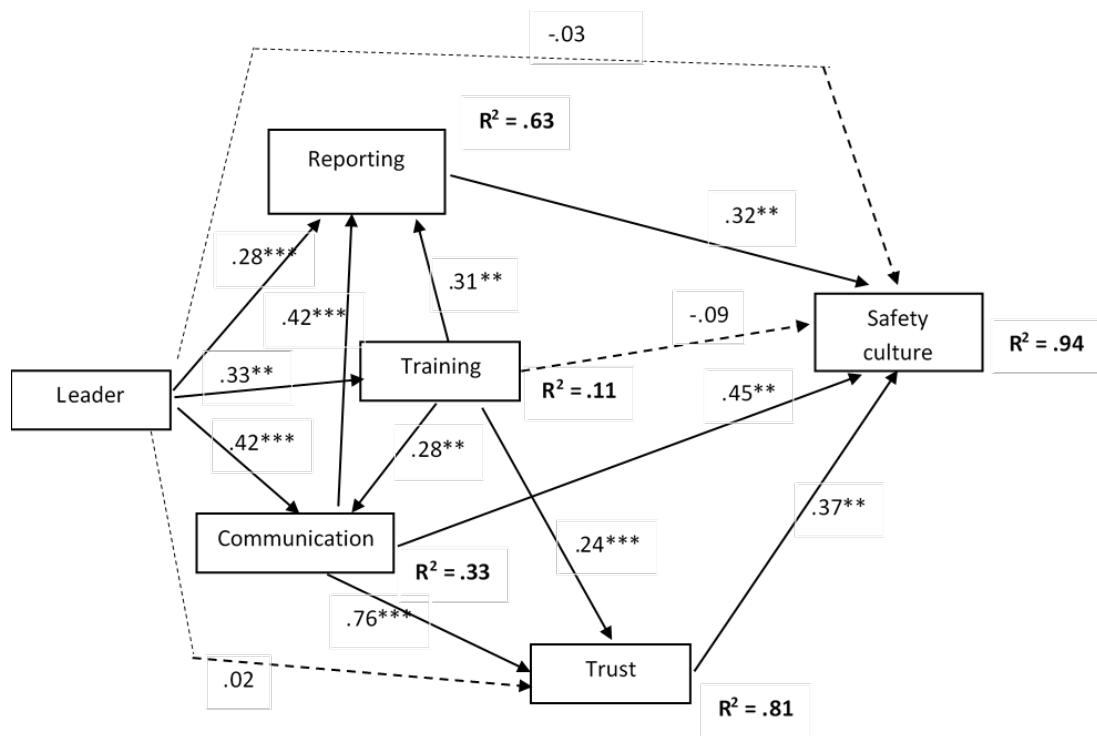 -.03
R² = .63
Reporting
.32**
.28***
.31**
.42***
-.09
Safety
culture
R² = .94
Training
.33**
Leader
R² = .11
.45**
.42***
.28**
.37**
Communication
.24***
R² = .33
.76***
Trust
.02
R² = .81